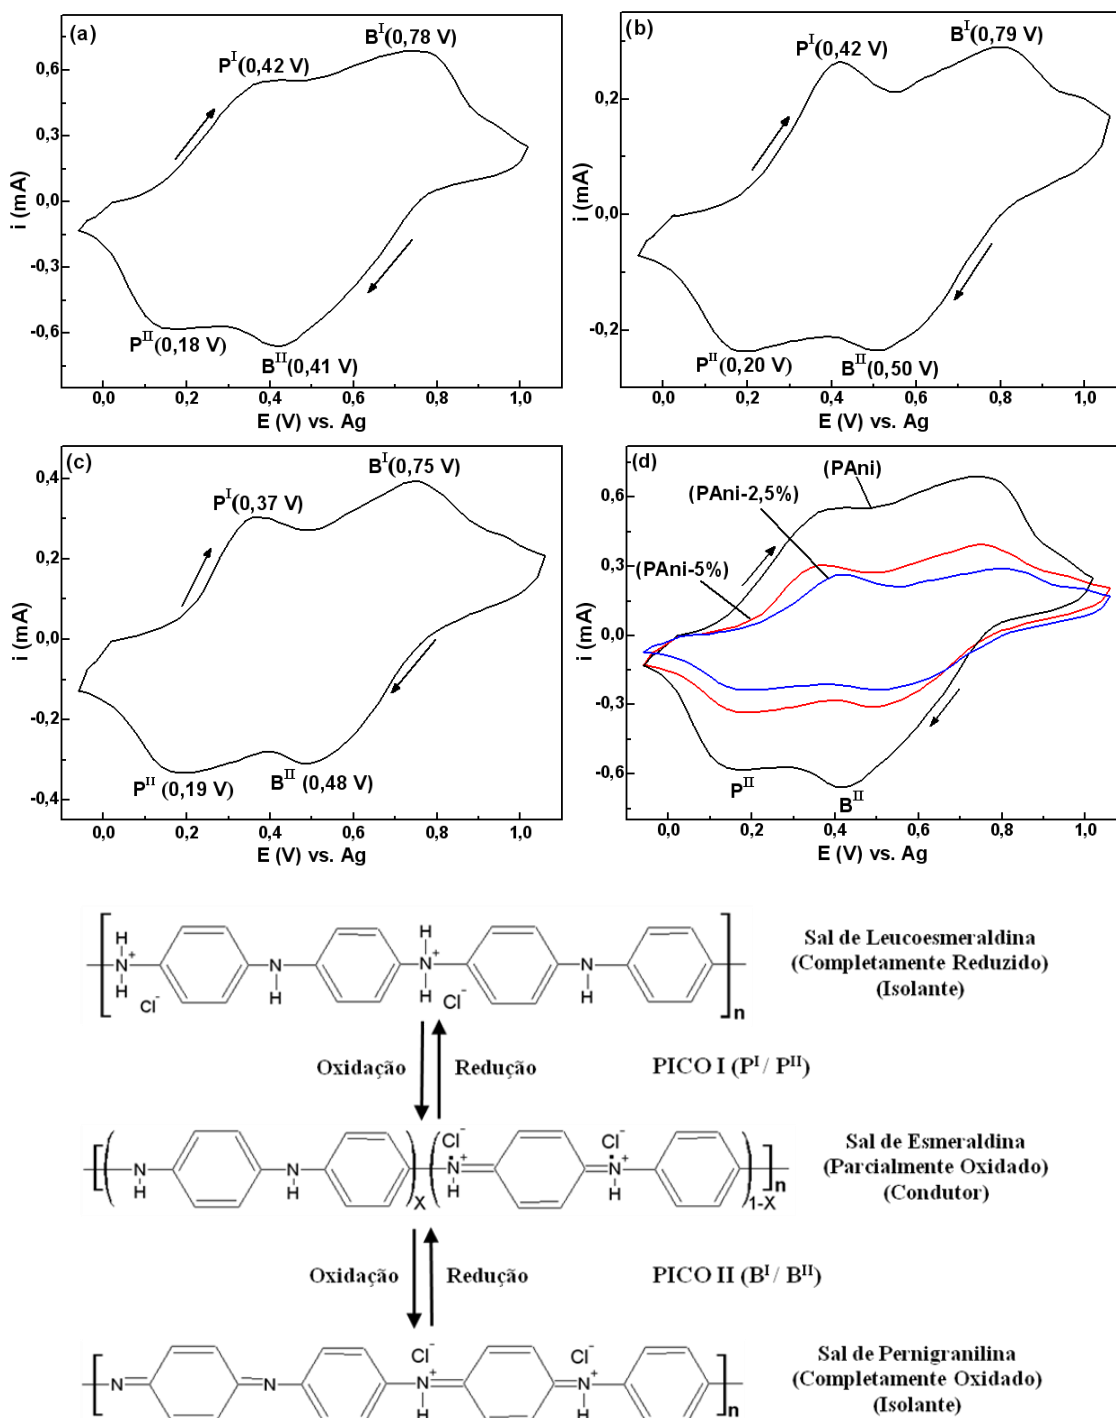 (a)
B^I(0,78 V)
P^I(0,42 V)
P^II(0,18 V)
B^II(0,41 V)
0,6
0,3
0,0
-0,3
-0,6
i (mA)
0,0 0,2 0,4 0,6 0,8 1,0
E (V) vs. Ag
(b)
B^I(0,79 V)
P^I(0,42 V)
P^II(0,20 V)
B^II(0,50 V)
0,2
0,0
-0,2
i (mA)
0,0 0,2 0,4 0,6 0,8 1,0
E (V) vs. Ag
(c)
B^I(0,75 V)
P^I(0,37 V)
P^II (0,19 V)
B^II (0,48 V)
0,4
0,2
0,0
-0,2
-0,4
i (mA)
0,0 0,2 0,4 0,6 0,8 1,0
E (V) vs. Ag
(d)
(PAni)
(PAni-2,5%)
(PAni-5%)
P^II
B^II
0,6
0,3
0,0
-0,3
-0,6
i (mA)
0,0 0,2 0,4 0,6 0,8 1,0
E (V) vs. Ag
H H
N+ N N+ N
H H H H
Cl- Cl-
n
Sal de Leucoesmeraldina
(Completamente Reduzido)
(Isolante)
Oxidação Redução PICO I (P^I / P^II)
Cl- Cl-
N N N+ N+
H H H H
X 1-X n
Sal de Esmeraldina
(Parcialmente Oxidado)
(Condutor)
Oxidação Redução PICO II (B^I / B^II)
Cl- Cl-
N N N+ N+
H H
n
Sal de Pernigranilina
(Completamente Oxidado)
(Isolante)